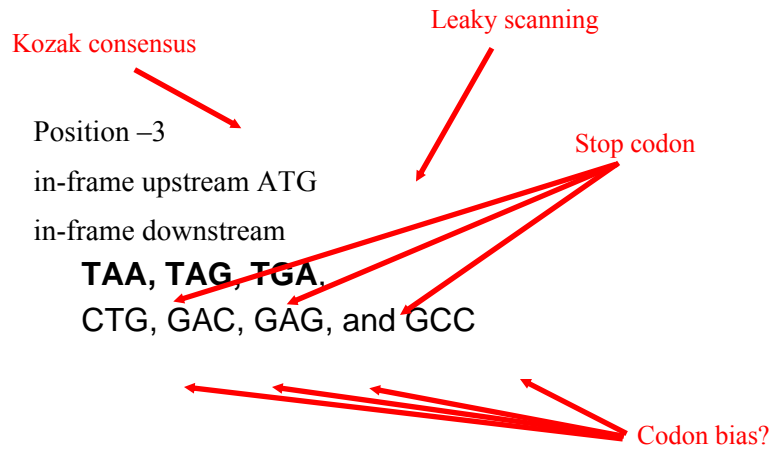 Leaky scanning
Kozak consensus
Position –3
Stop codon
in-frame upstream ATG
in-frame downstream
TAA, TAG, TGA,
CTG, GAC, GAG, and GCC
Codon bias?